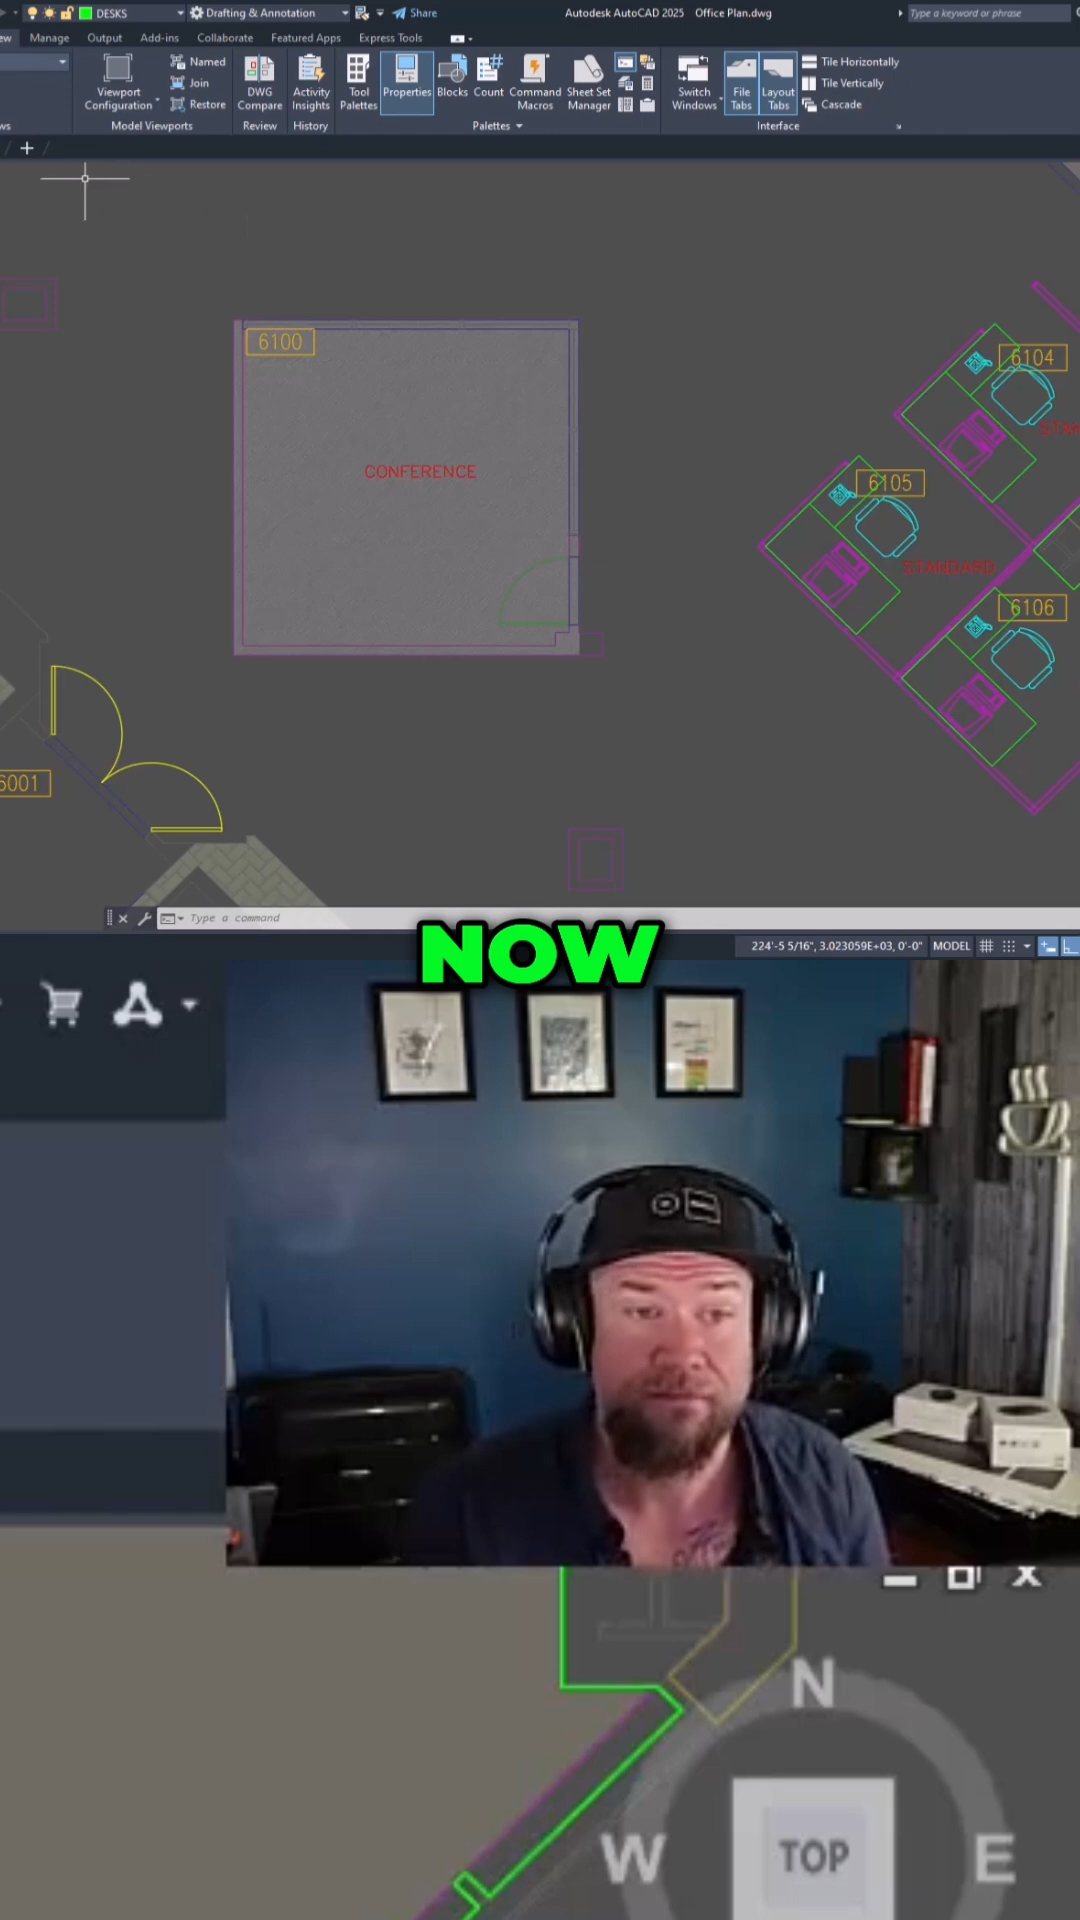 DESKS
Drafting & Annotation
Share
Autodesk AutoCAD 2025 Office Plan.dwg
Type a keyword or phrase
Manage
Output
Add-ins
Collaborate
Featured Apps
Express Tools
Viewport Configuration
Named
Join
Restore
Model Viewports
DWG Compare
Review
Activity Insights
History
Tool Palettes
Properties
Blocks
Count
Command Macros
Sheet Set Manager
Palettes
Switch Windows
File Tabs
Layout Tabs
Tile Horizontally
Tile Vertically
Cascade
Interface
6100
CONFERENCE
6104
6105
STANDARD
6106
6001
Type a command
NOW
224'-5 5/16", 3.023059E+03, 0'-0"
MODEL
N
W
TOP
E